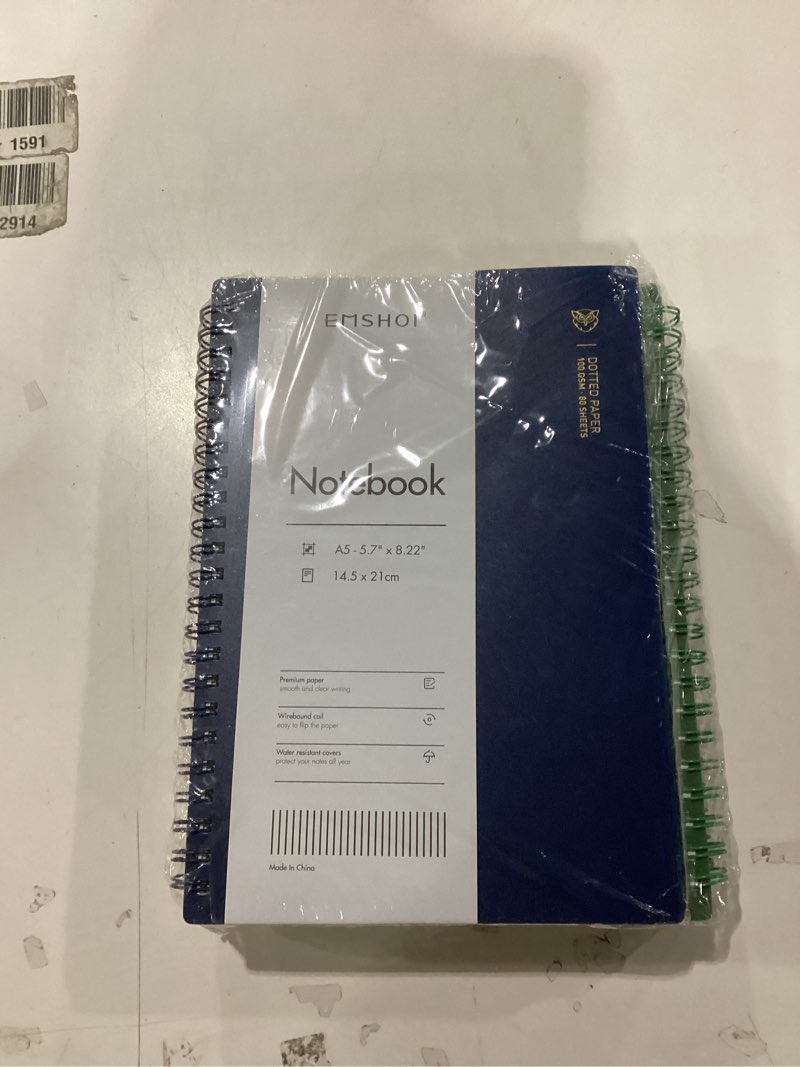 1591
2914
EMSHOI
DOTTED PAPER
100 GSM · 80 SHEETS
Notebook
A5 - 5.7" x 8.22"
14.5 x 21cm
Premium paper
smooth and clear writing
Wirebound coil
easy to flip the paper
Water resistant covers
protect your notes all year
Made In China